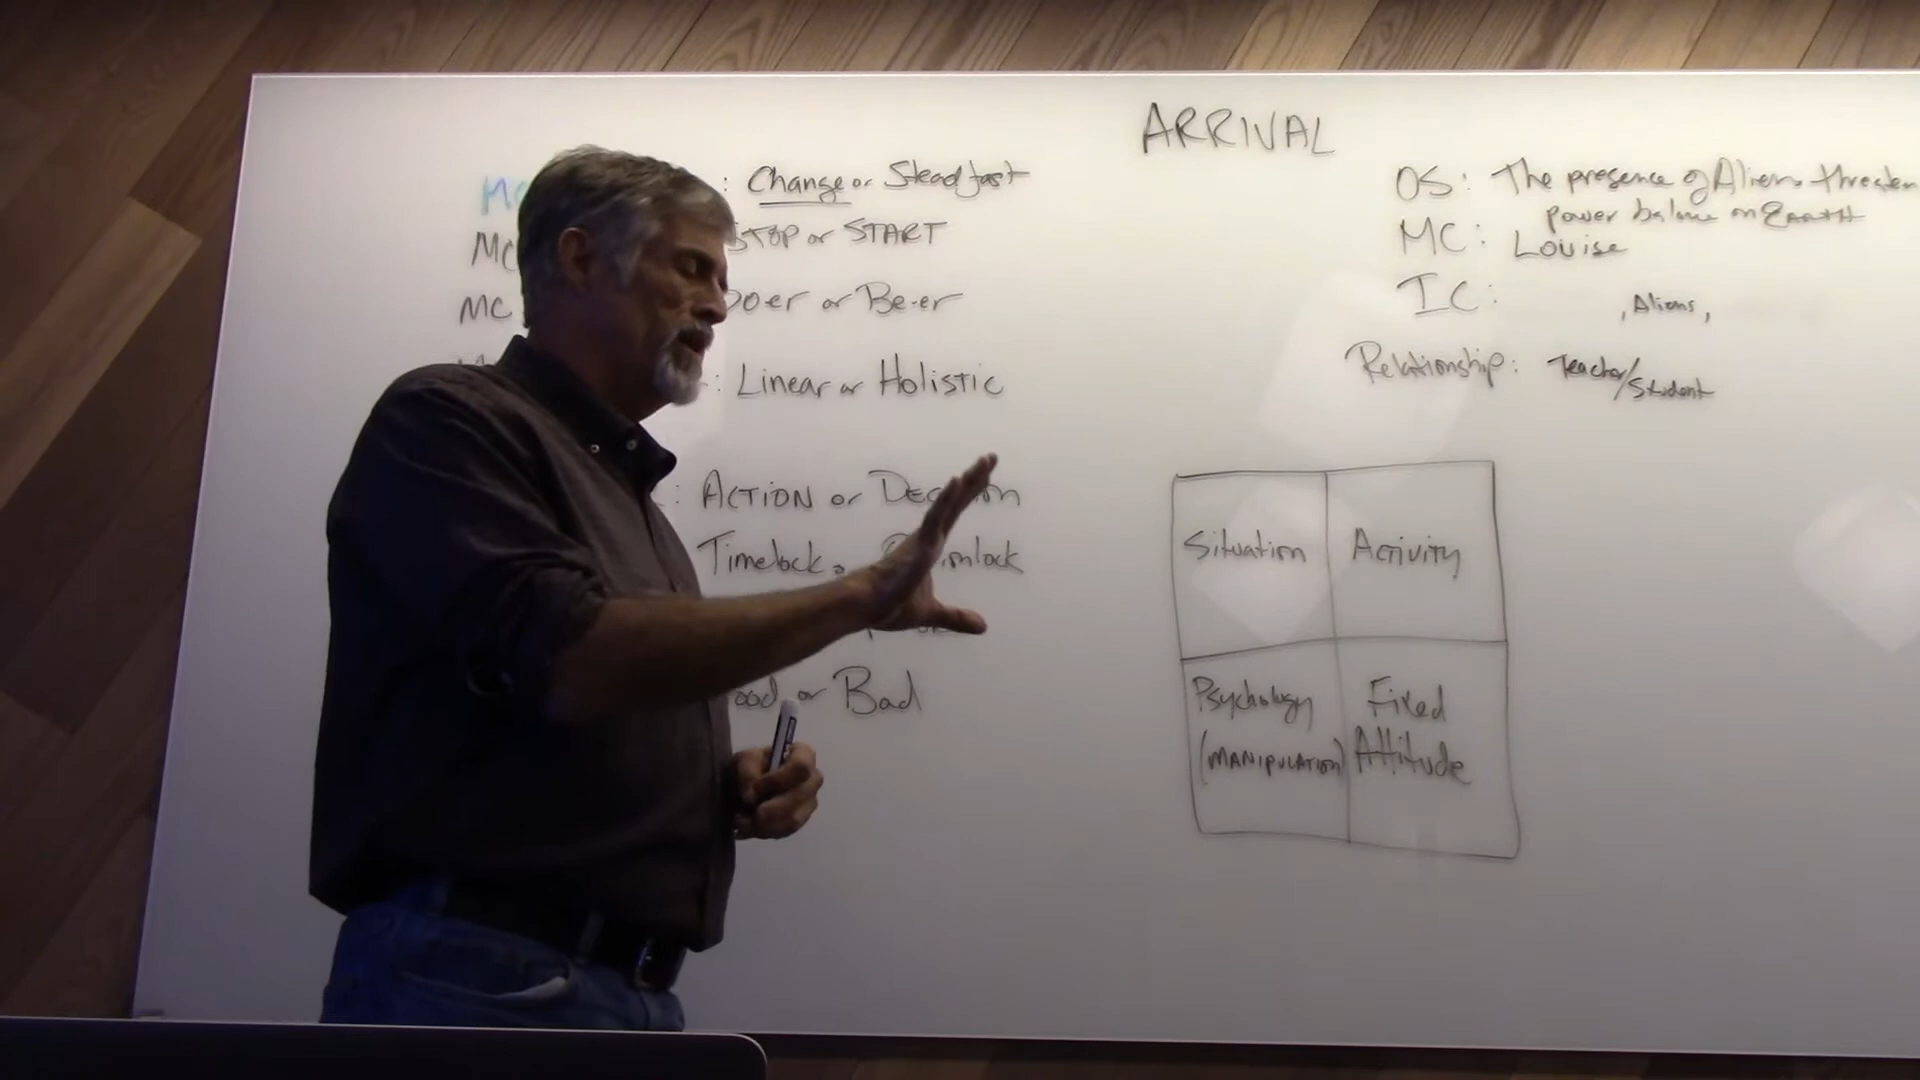 ARRIVAL
: Change or Steadfast
MC STOP or START
MC Doer or Be-er
: Linear or Holistic
: ACTION or
Timelock
or Bad
OS: The presence of Aliens threaten
power balance on EARTH
MC: Louise
IC: , Aliens,
Relationship: Teacher/Student
Situation Activity
Psychology Fixed
(MANIPULATION) Attitude